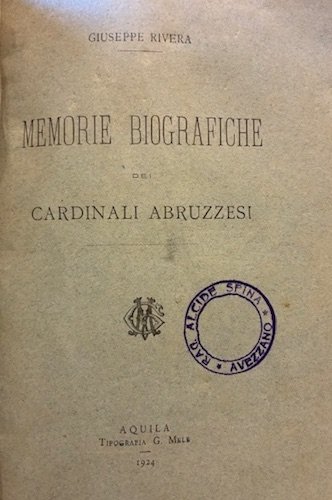 GIUSEPPE RIVERA
MEMORIE BIOGRAFICHE
DEI
CARDINALI ABRUZZESI
* RAG. ALCIDE SPINA *
AVEZZANO
AQUILA
TIPOGRAFIA G. MELE
1924